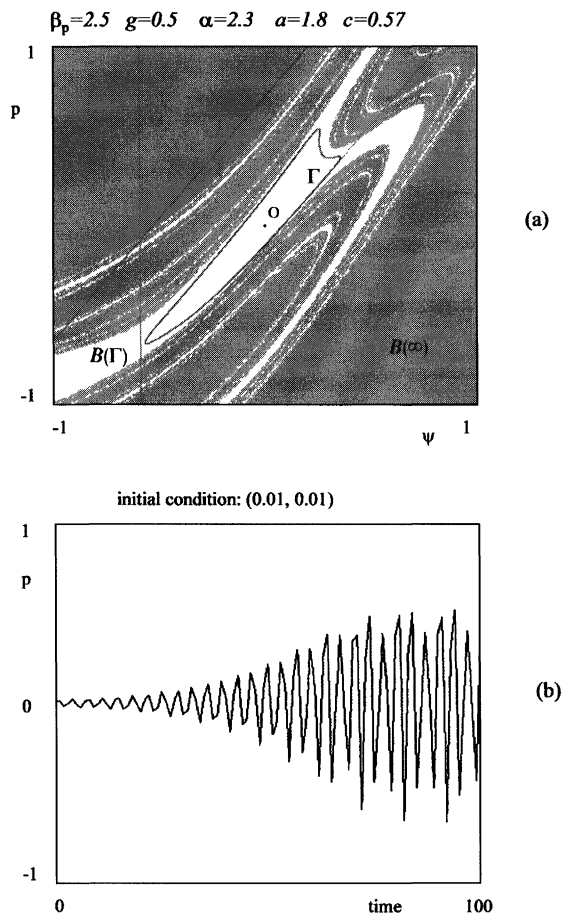 βp=2.5 g=0.5 α=2.3 a=1.8 c=0.57
1
p
Γ
O
(a)
B(Γ)
B(∞)
-1
-1
ψ
1
initial condition: (0.01, 0.01)
1
p
0
(b)
-1
0
time
100